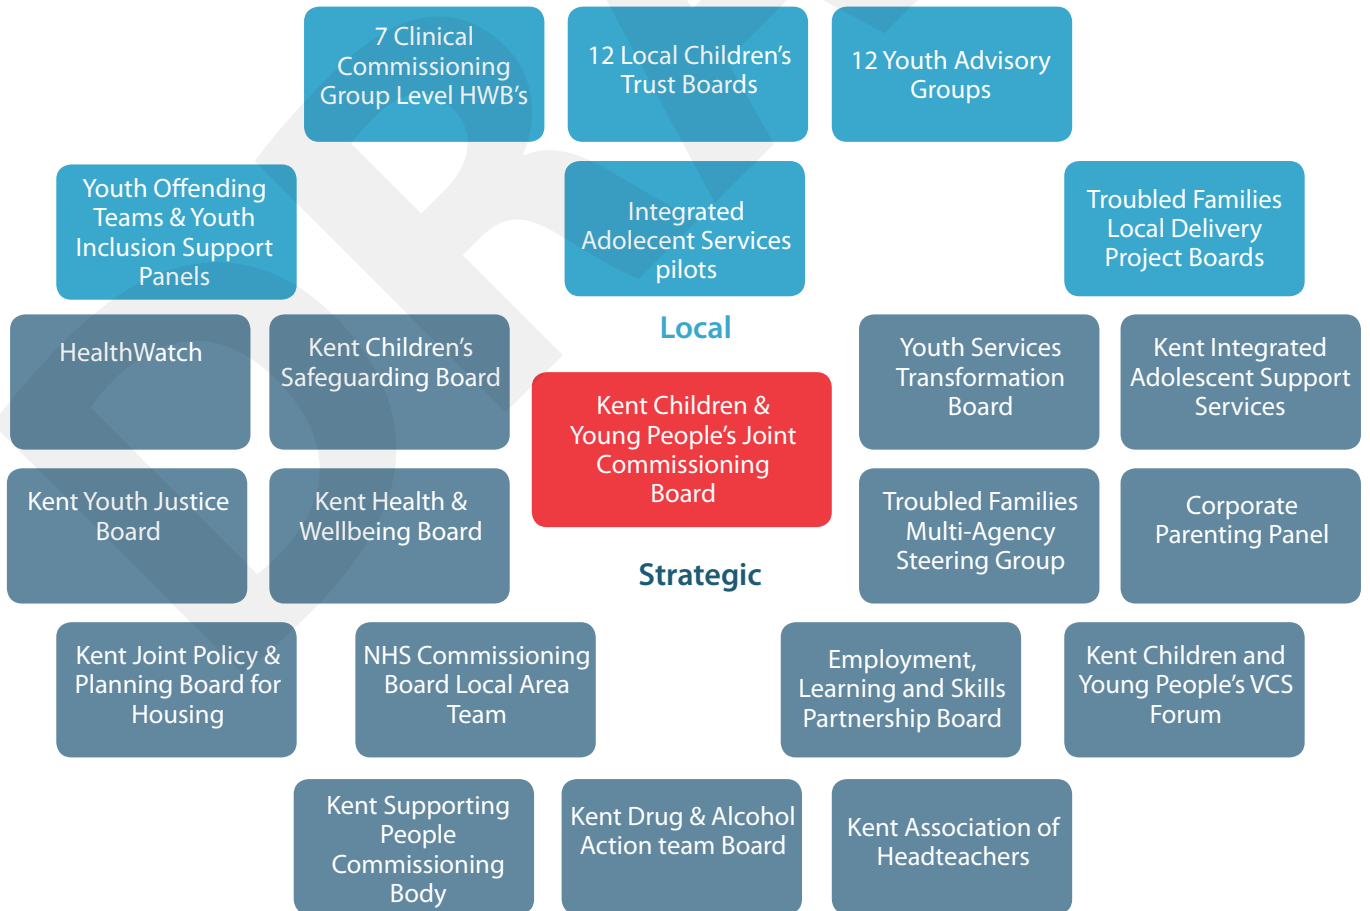 7 Clinical
Commissioning
Group Level HWB's
12 Local Children's
Trust Boards
12 Youth Advisory
Groups
Youth Offending
Teams & Youth
Inclusion Support
Panels
Integrated
Adolecent Services
pilots
Troubled Families
Local Delivery
Project Boards
Local
HealthWatch
Kent Children's
Safeguarding Board
Kent Children &
Young People's Joint
Commissioning
Board
Youth Services
Transformation
Board
Kent Integrated
Adolescent Support
Services
Kent Youth Justice
Board
Kent Health &
Wellbeing Board
Troubled Families
Multi-Agency
Steering Group
Corporate
Parenting Panel
Strategic
Kent Joint Policy &
Planning Board for
Housing
NHS Commissioning
Board Local Area
Team
Employment,
Learning and Skills
Partnership Board
Kent Children and
Young People's VCS
Forum
Kent Supporting
People
Commissioning
Body
Kent Drug & Alcohol
Action team Board
Kent Association of
Headteachers